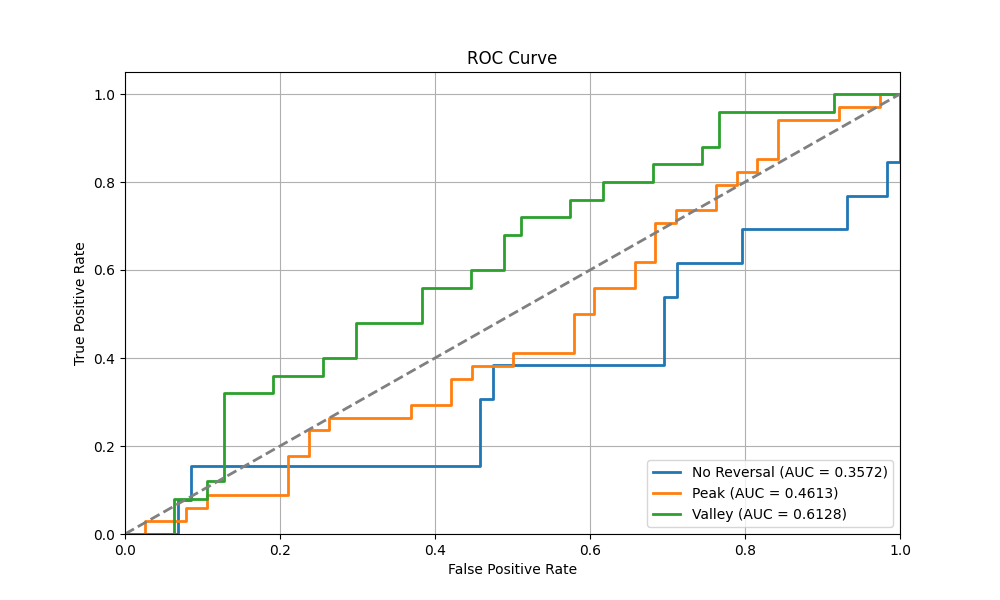 ROC Curve
True Positive Rate
1.0
0.8
0.6
0.4
0.2
0.0
0.0 0.2 0.4 0.6 0.8 1.0
False Positive Rate
No Reversal (AUC = 0.3572)
Peak (AUC = 0.4613)
Valley (AUC = 0.6128)